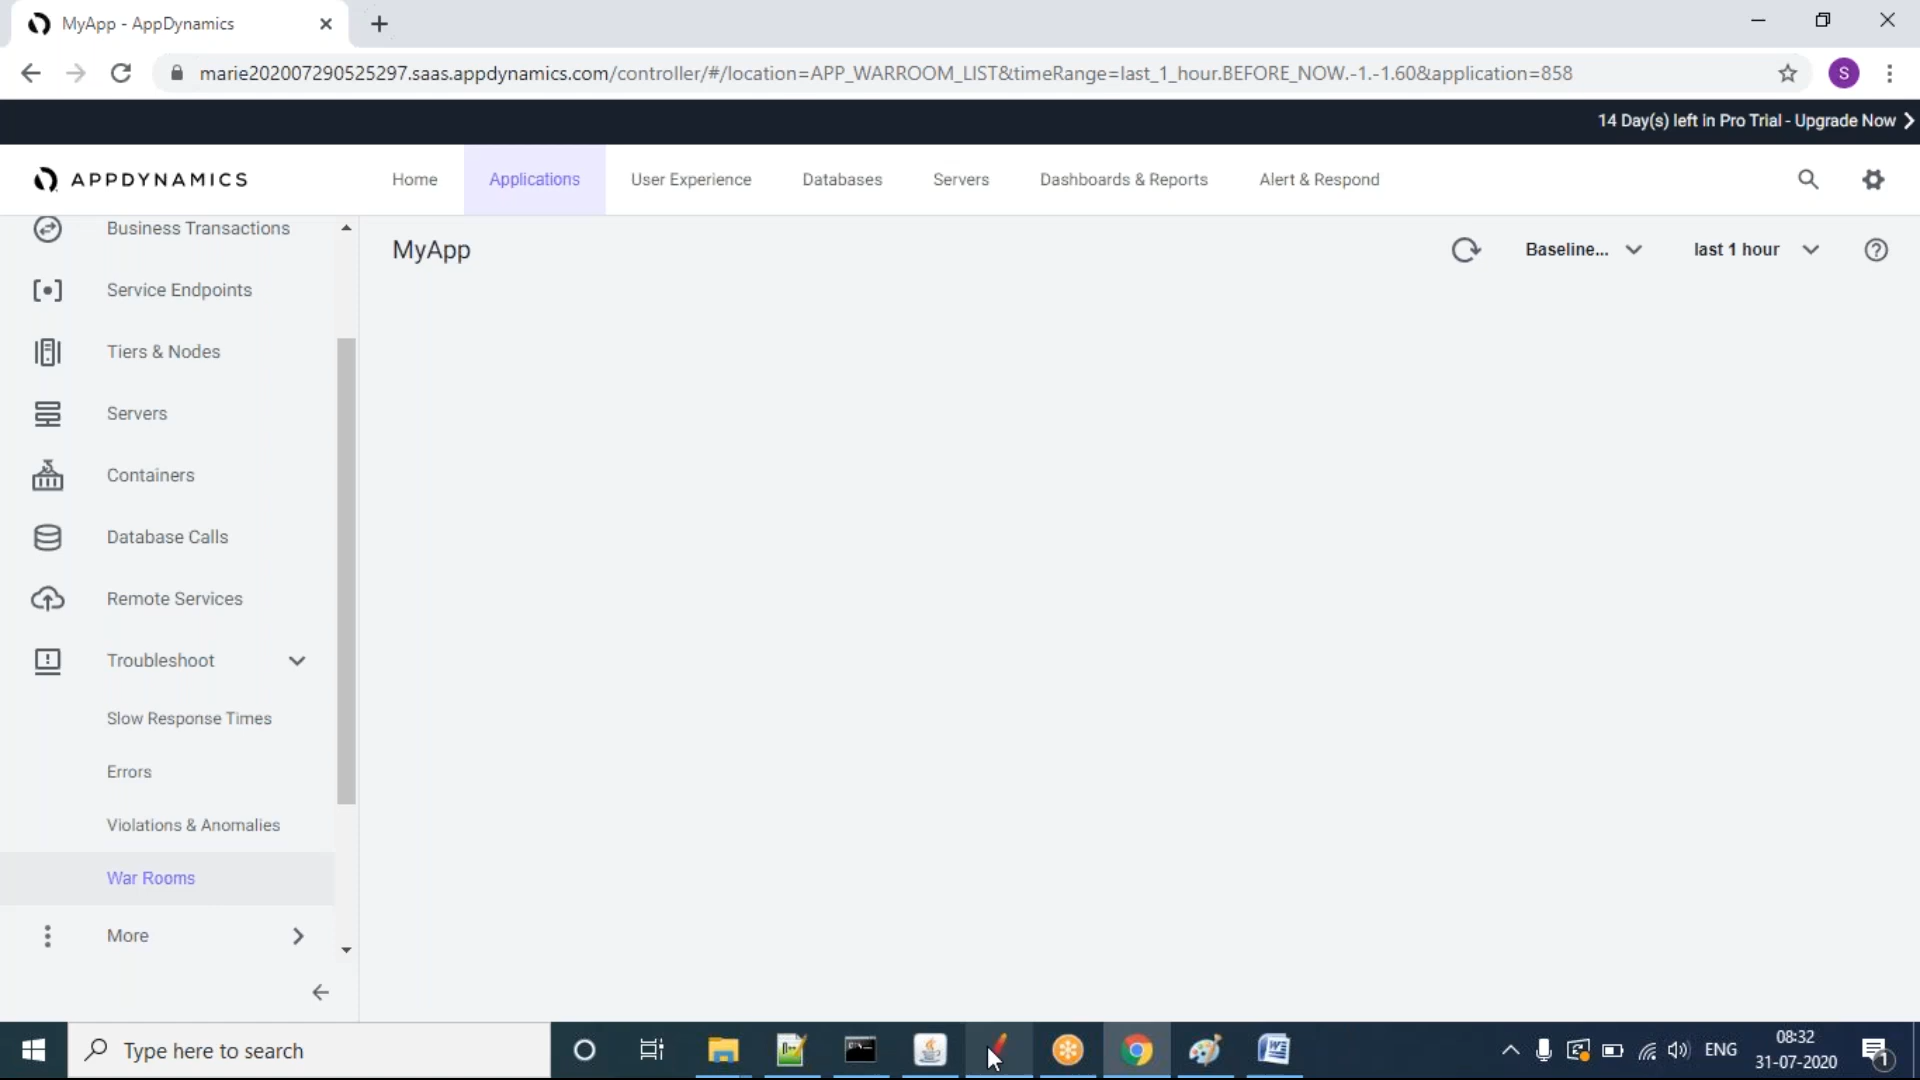 MyApp - AppDynamics
marie202007290525297.saas.appdynamics.com/controller/#/location=APP_WARROOM_LIST&timeRange=last_1_hour.BEFORE_NOW.-1.-1.60&application=858
S
14 Day(s) left in Pro Trial - Upgrade Now
APPDYNAMICS
Home
Applications
User Experience
Databases
Servers
Dashboards & Reports
Alert & Respond
Business Transactions
Service Endpoints
Tiers & Nodes
Servers
Containers
Database Calls
Remote Services
Troubleshoot
Slow Response Times
Errors
Violations & Anomalies
War Rooms
More
MyApp
Baseline...
last 1 hour
Type here to search
ENG
08:32
31-07-2020
1